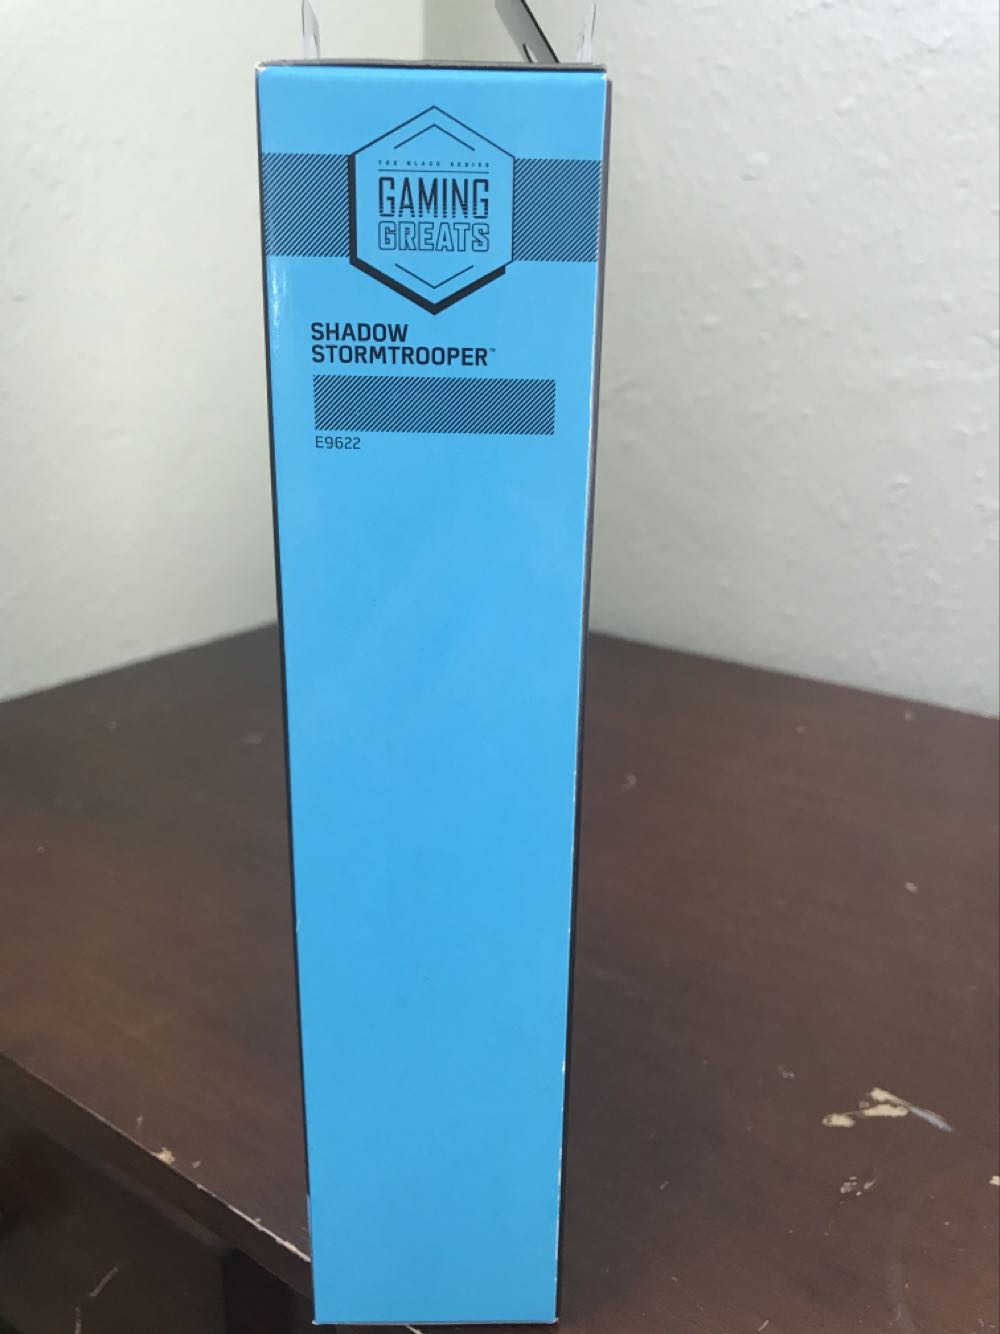 THE BLACK SERIES
GAMING
GREATS
SHADOW
STORMTROOPER™
E9622